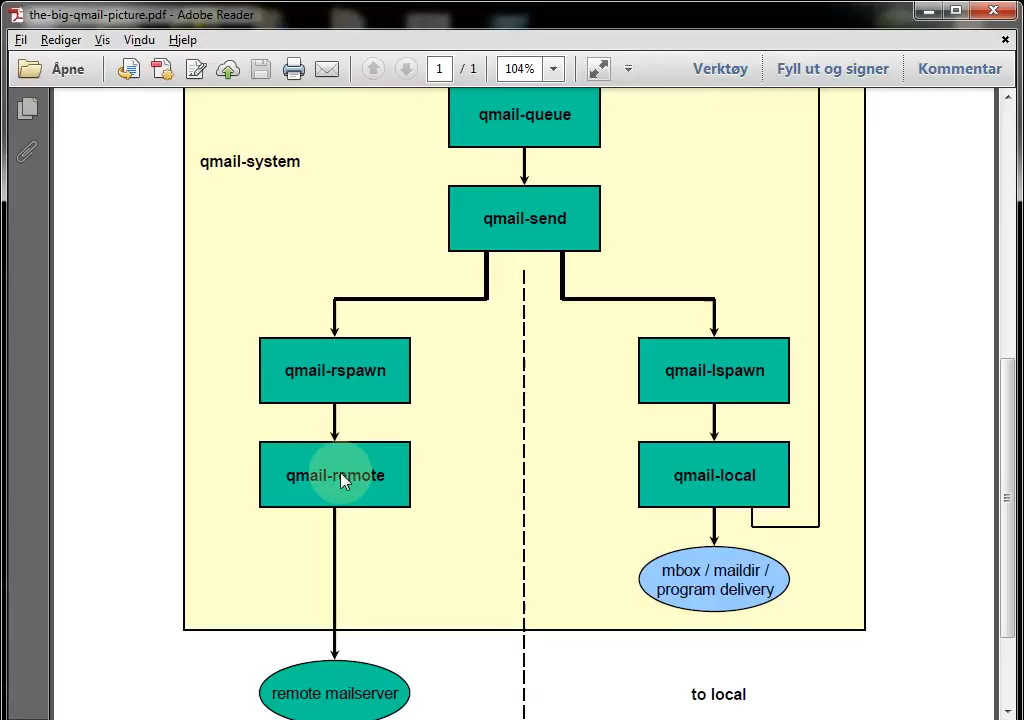 the-big-qmail-picture.pdf - Adobe Reader
Fil Rediger Vis Vindu Hjelp
Åpne 1 / 1 104% Verktøy Fyll ut og signer Kommentar
qmail-queue
qmail-system
qmail-send
qmail-rspawn qmail-lspawn
qmail-remote qmail-local
mbox / maildir /
program delivery
remote mailserver to local